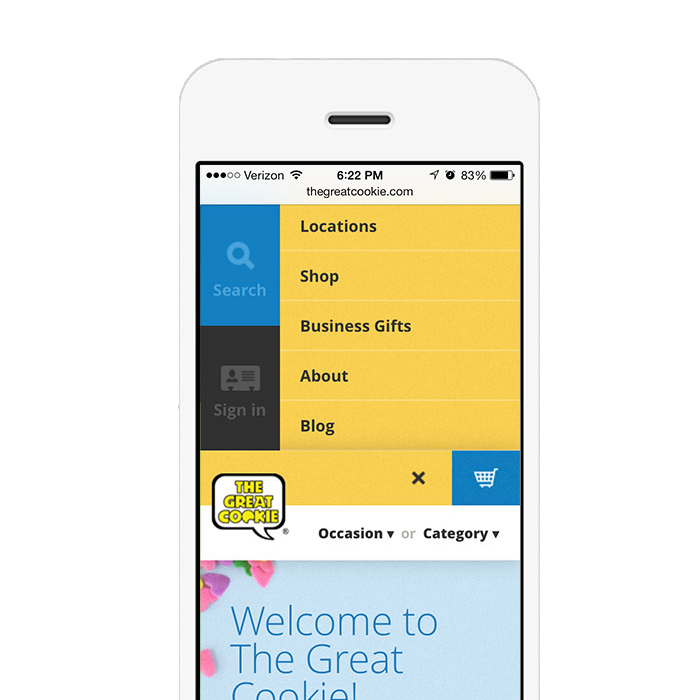 Verizon 6:22 PM 83%
thegreatcookie.com
Locations
Search
Shop
Business Gifts
Sign in
About
Blog
THE
GREAT
COOKIE
®
Occasion ▾ or Category ▾
Welcome to
The Great
Cookie!